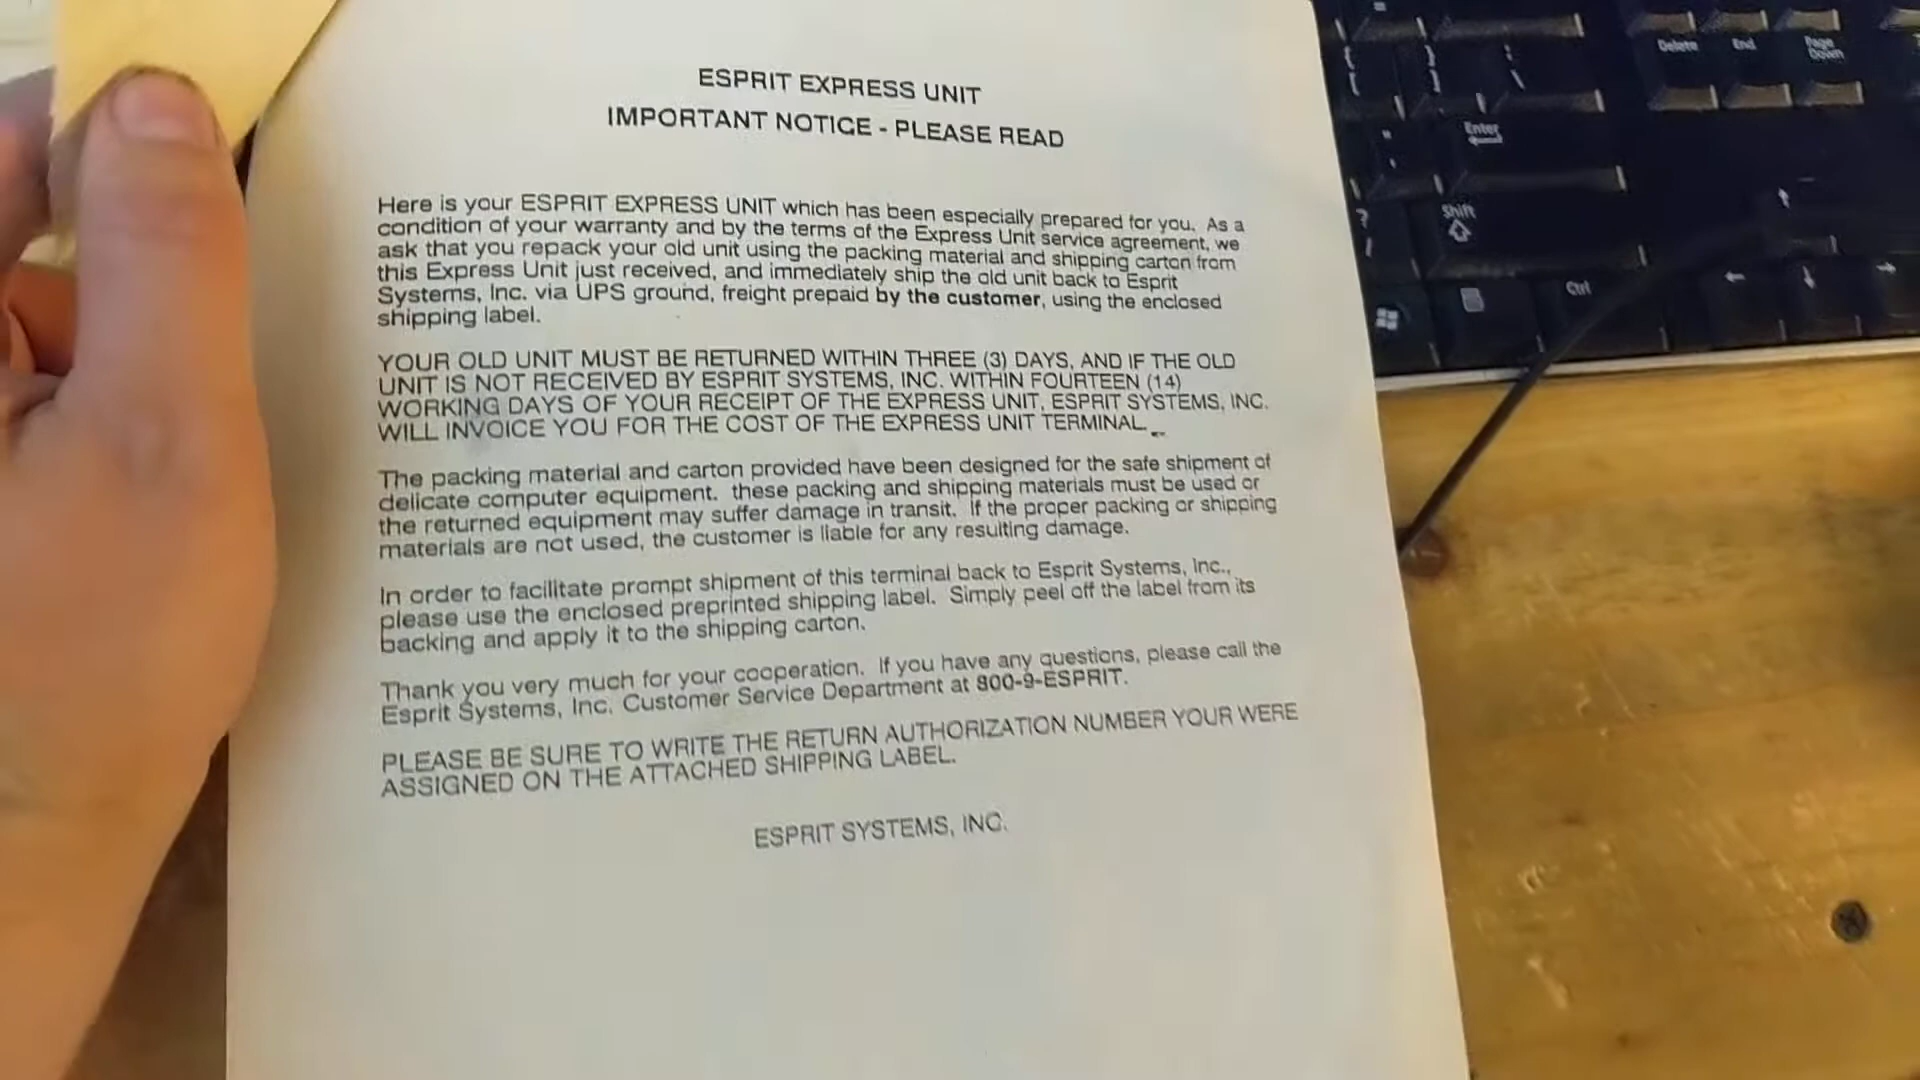 ESPRIT EXPRESS UNIT
IMPORTANT NOTICE - PLEASE READ
Here is your ESPRIT EXPRESS UNIT which has been especially prepared for you. As a
condition of your warranty and by the terms of the Express Unit service agreement, we
ask that you repack your old unit using the packing material and shipping carton from
this Express Unit just received, and immediately ship the old unit back to Esprit
Systems, Inc. via UPS ground, freight prepaid by the customer, using the enclosed
shipping label.
YOUR OLD UNIT MUST BE RETURNED WITHIN THREE (3) DAYS, AND IF THE OLD
UNIT IS NOT RECEIVED BY ESPRIT SYSTEMS, INC. WITHIN FOURTEEN (14)
WORKING DAYS OF YOUR RECEIPT OF THE EXPRESS UNIT, ESPRIT SYSTEMS, INC.
WILL INVOICE YOU FOR THE COST OF THE EXPRESS UNIT TERMINAL.
The packing material and carton provided have been designed for the safe shipment of
delicate computer equipment. these packing and shipping materials must be used or
the returned equipment may suffer damage in transit. If the proper packing or shipping
materials are not used, the customer is liable for any resulting damage.
In order to facilitate prompt shipment of this terminal back to Esprit Systems, Inc.,
please use the enclosed preprinted shipping label. Simply peel off the label from its
backing and apply it to the shipping carton.
Thank you very much for your cooperation. If you have any questions, please call the
Esprit Systems, Inc. Customer Service Department at 800-9-ESPRIT.
PLEASE BE SURE TO WRITE THE RETURN AUTHORIZATION NUMBER YOUR WERE
ASSIGNED ON THE ATTACHED SHIPPING LABEL.
ESPRIT SYSTEMS, INC.
Delete End Page Down
} {
] [ \
Enter
Shift
? /
Ctrl